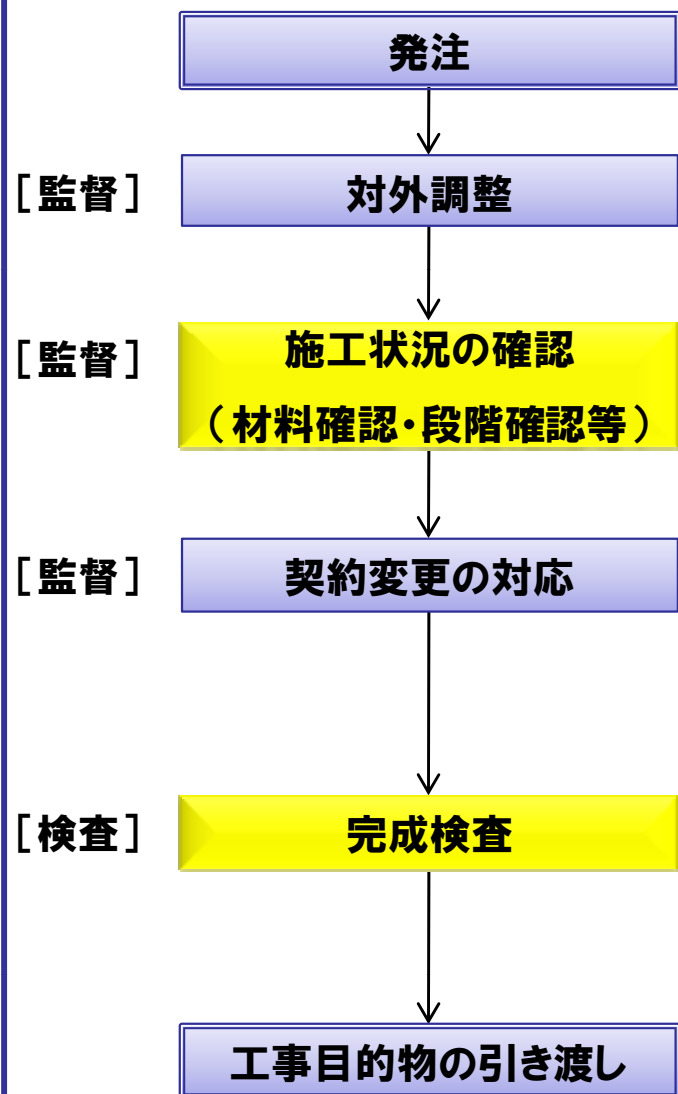 発注
［監督］ 対外調整
［監督］ 施工状況の確認
（材料確認・段階確認等）
［監督］ 契約変更の対応
［検査］ 完成検査
工事目的物の引き渡し